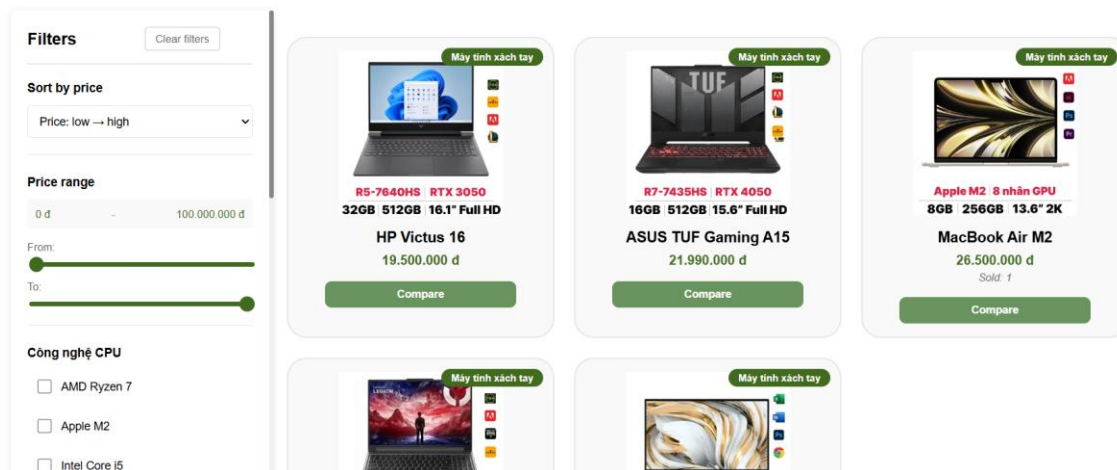 Filters
Clear filters
Sort by price
Price: low → high
Price range
0 đ - 100.000.000 đ
From:
To:
Công nghệ CPU
AMD Ryzen 7
Apple M2
Intel Core i5
Máy tính xách tay
R5-7640HS RTX 3050
32GB 512GB 16.1" Full HD
HP Victus 16
19.500.000 đ
Compare
Máy tính xách tay
TUF
R7-7435HS RTX 4050
16GB 512GB 15.6" Full HD
ASUS TUF Gaming A15
21.990.000 đ
Compare
Máy tính xách tay
Apple M2 8 nhân GPU
8GB 256GB 13.6" 2K
MacBook Air M2
26.500.000 đ
Sold: 1
Compare
Máy tính xách tay
LEGION
Máy tính xách tay